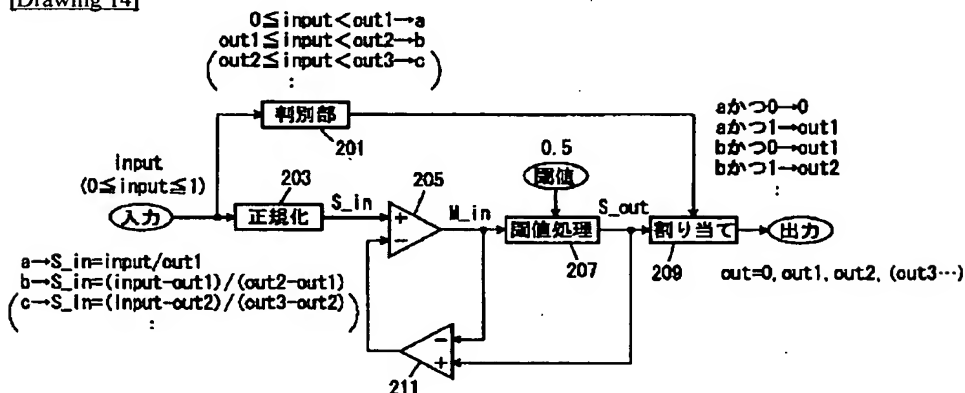 [Drawing 14]
0≦input<out1→a
out1≦input<out2→b
(out2≦input<out3→c)
:
判別部
201
aかつ0→0
aかつ1→out1
bかつ0→out1
bかつ1→out2
:
input
(0≦input≦1)
0.5
閾値
入力
203
正規化
S_in
205
+
-
M_in
閾値処理
207
S_out
割り当て
209
出力
a→S_in=input/out1
b→S_in=(input-out1)/(out2-out1)
(c→S_in=(input-out2)/(out3-out2))
:
out=0, out1, out2, (out3…)
-
+
211